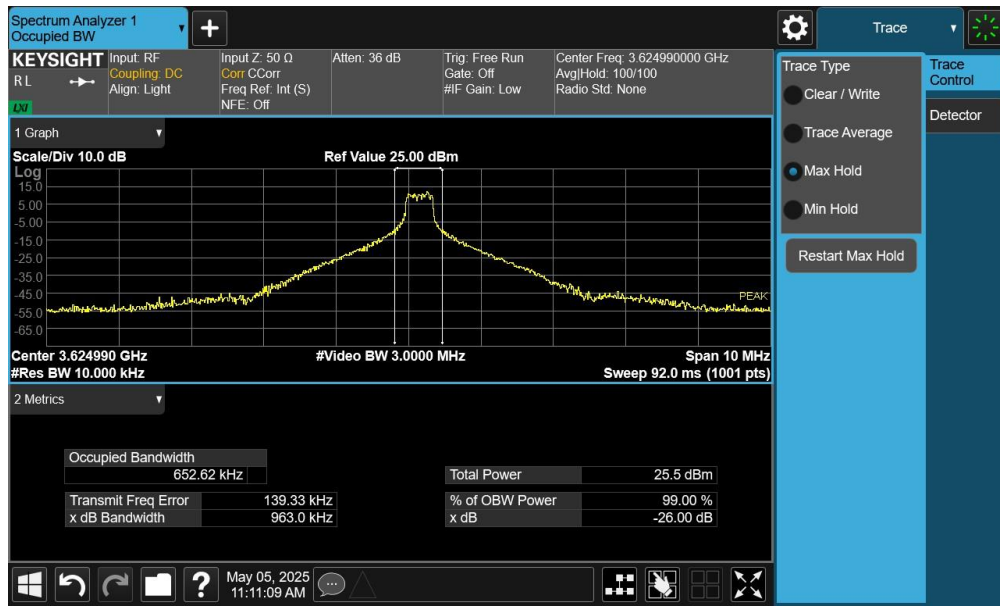 Spectrum Analyzer 1
Occupied BW
Trace
KEYSIGHT
R L
LXI
Input: RF
Coupling: DC
Align: Light
Input Z: 50 Ω
Corr CCorr
Freq Ref: Int (S)
NFE: Off
Atten: 36 dB
Trig: Free Run
Gate: Off
#IF Gain: Low
Center Freq: 3.624990000 GHz
Avg|Hold: 100/100
Radio Std: None
Trace Type
Clear / Write
Trace Average
Max Hold
Min Hold
Restart Max Hold
Trace
Control
Detector
1 Graph
Scale/Div 10.0 dB
Ref Value 25.00 dBm
Log
15.0
5.00
-5.00
-15.0
-25.0
-35.0
-45.0
-55.0
-65.0
PEAK
Center 3.624990 GHz
#Video BW 3.0000 MHz
Span 10 MHz
#Res BW 10.000 kHz
Sweep 92.0 ms (1001 pts)
2 Metrics
Occupied Bandwidth
652.62 kHz
Total Power 25.5 dBm
Transmit Freq Error 139.33 kHz
% of OBW Power 99.00 %
x dB Bandwidth 963.0 kHz
x dB -26.00 dB
?
May 05, 2025
11:11:09 AM